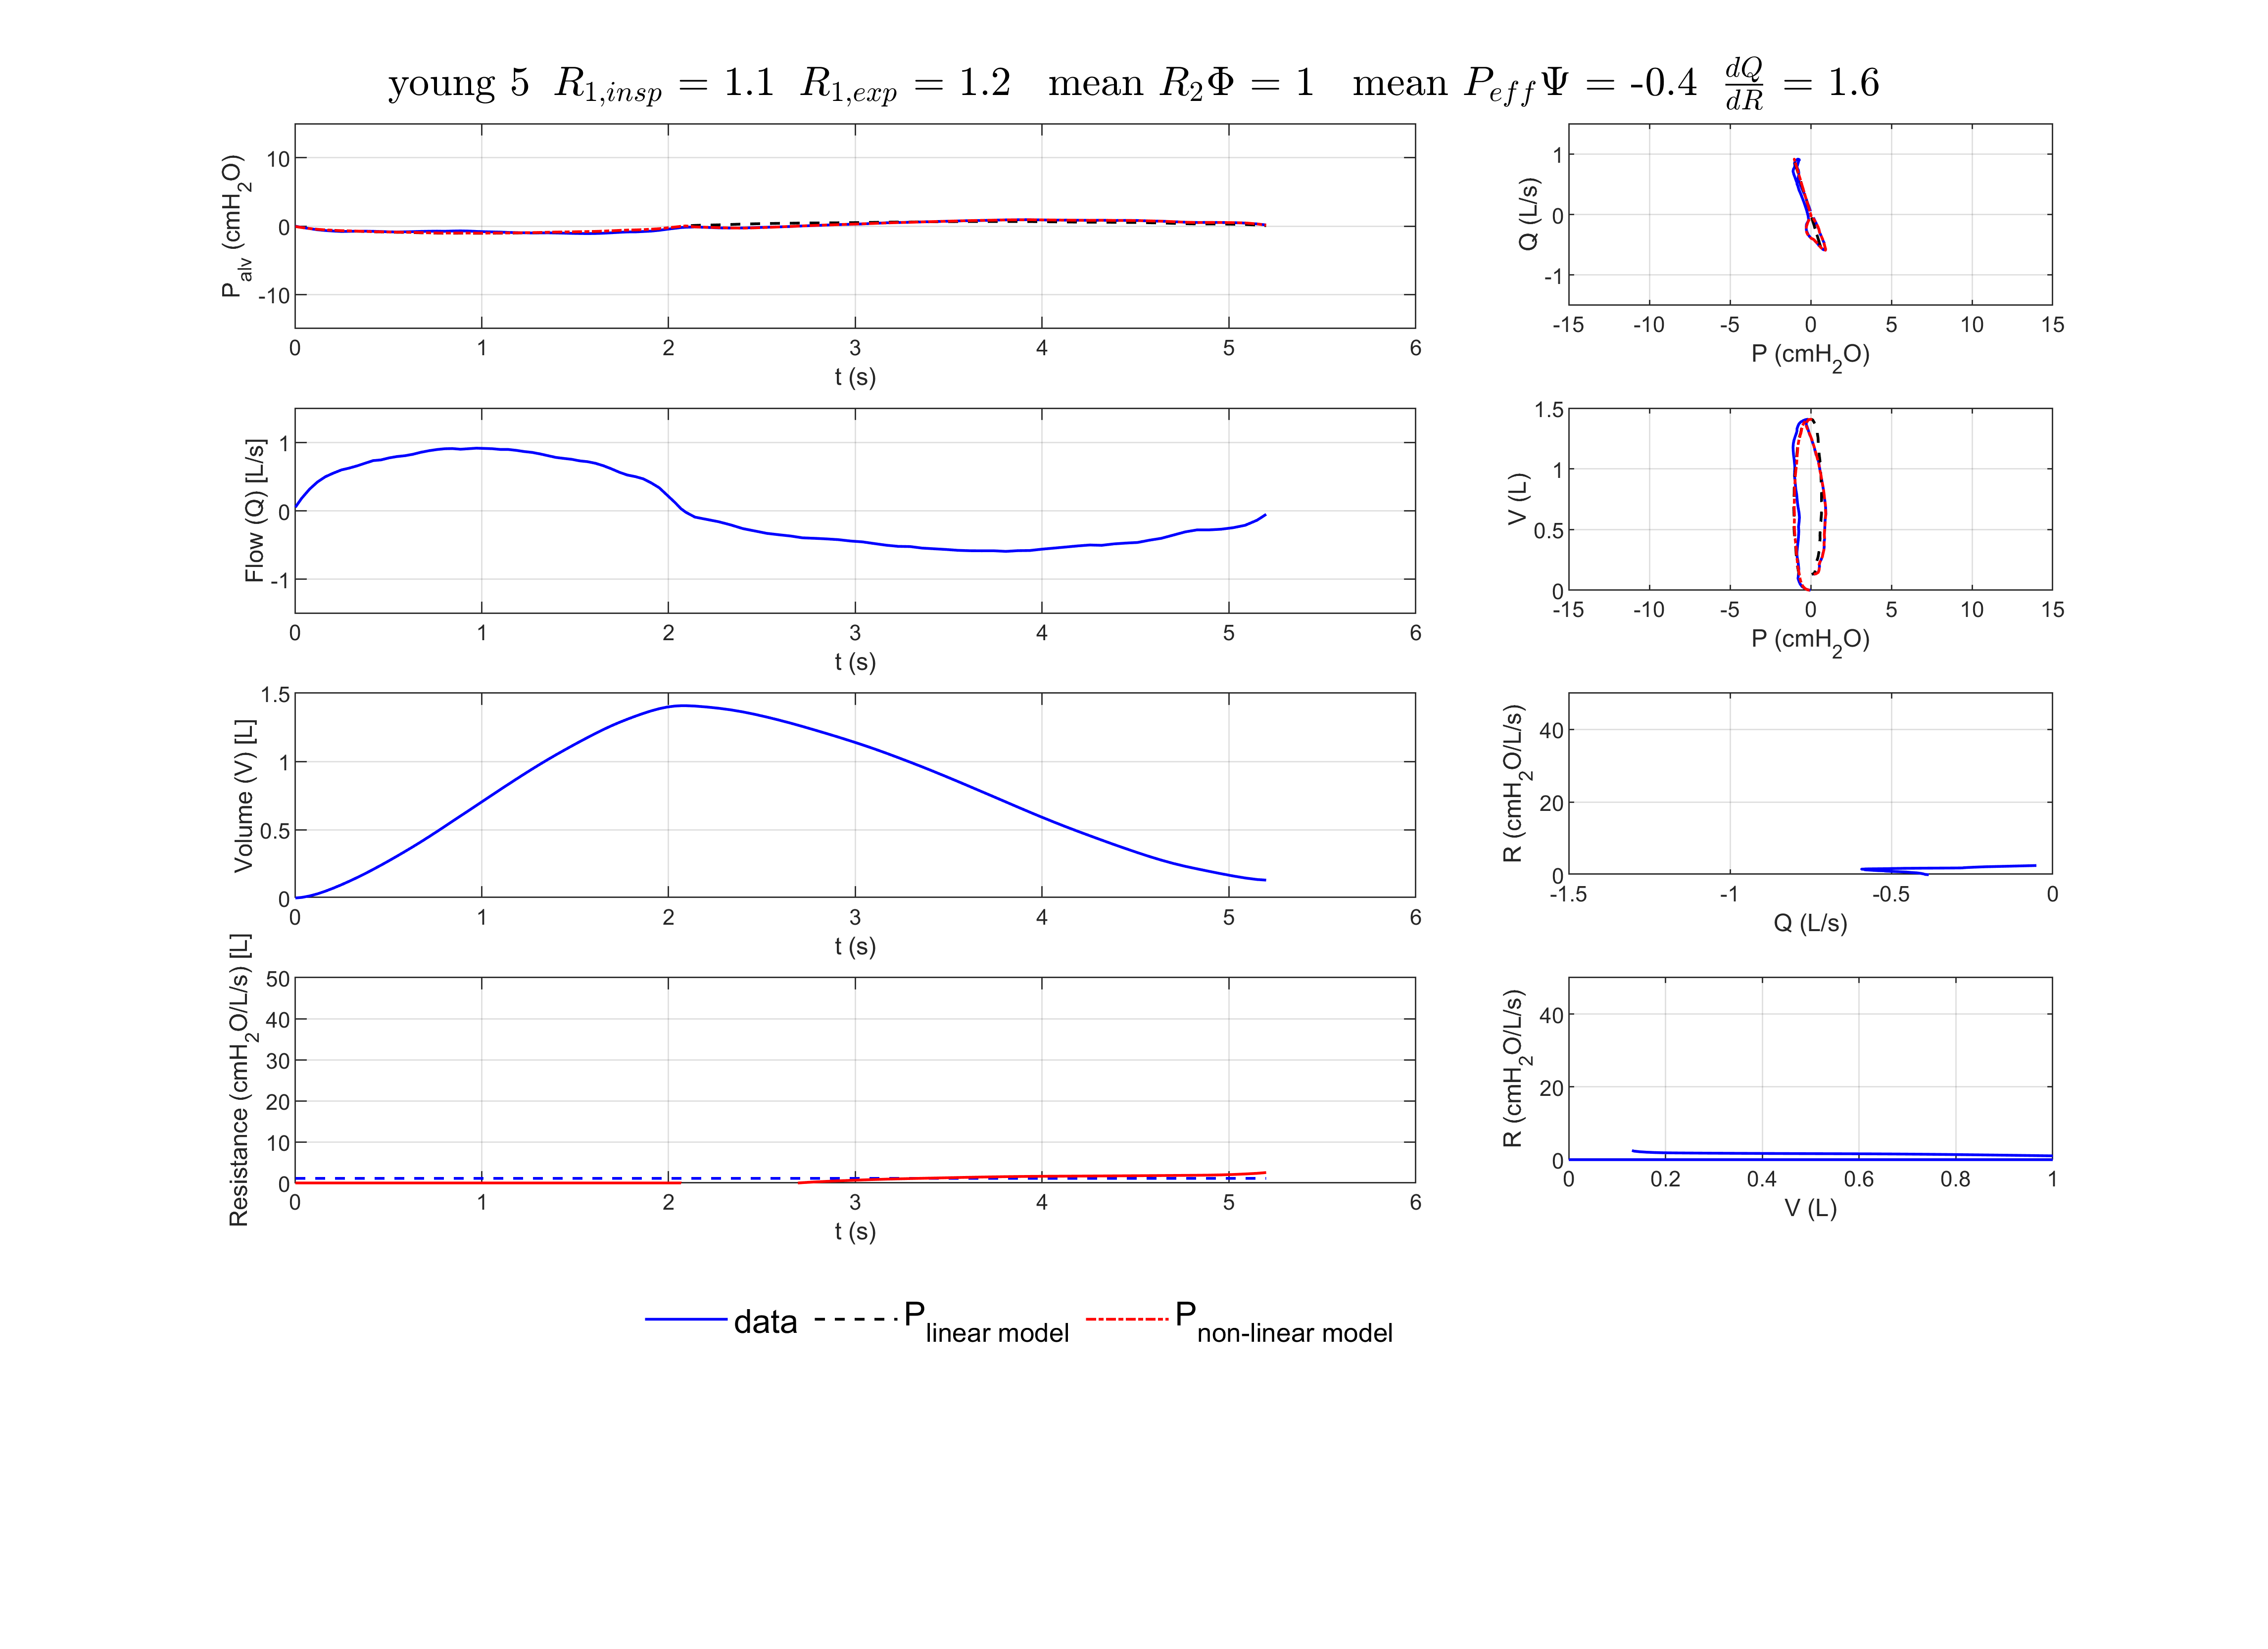 young 5 R1,insp = 1.1 R1,exp = 1.2 mean R2Φ = 1 mean PeffΨ = -0.4 dQ/dR = 1.6
Palv (cmH2O)
10
0
-10
0 1 2 3 4 5 6
t (s)
Q (L/s)
1
0
-1
-15 -10 -5 0 5 10 15
P (cmH2O)
Flow (Q) [L/s]
1
0
-1
0 1 2 3 4 5 6
t (s)
V (L)
1.5
1
0.5
0
-15 -10 -5 0 5 10 15
P (cmH2O)
Volume (V) [L]
1.5
1
0.5
0
0 1 2 3 4 5 6
t (s)
R (cmH2O/L/s)
40
20
0
-1.5 -1 -0.5 0
Q (L/s)
Resistance (cmH2O/L/s) [L]
50
40
30
20
10
0
0 1 2 3 4 5 6
t (s)
R (cmH2O/L/s)
40
20
0
0 0.2 0.4 0.6 0.8 1
V (L)
data Plinear model Pnon-linear model